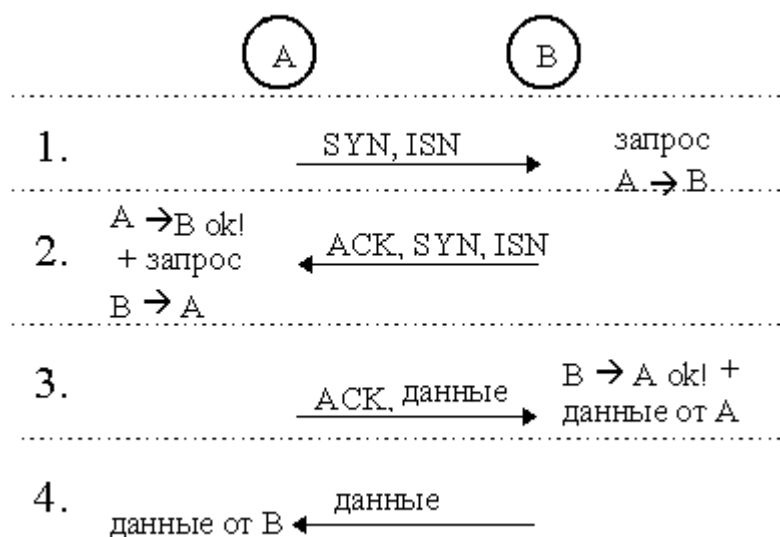 A B
1. SYN, ISN запрос
A → B
A → B ok!
2. + запрос ACK, SYN, ISN
B → A
3. ACK, данные B → A ok! +
данные от A
4. данные
данные от B